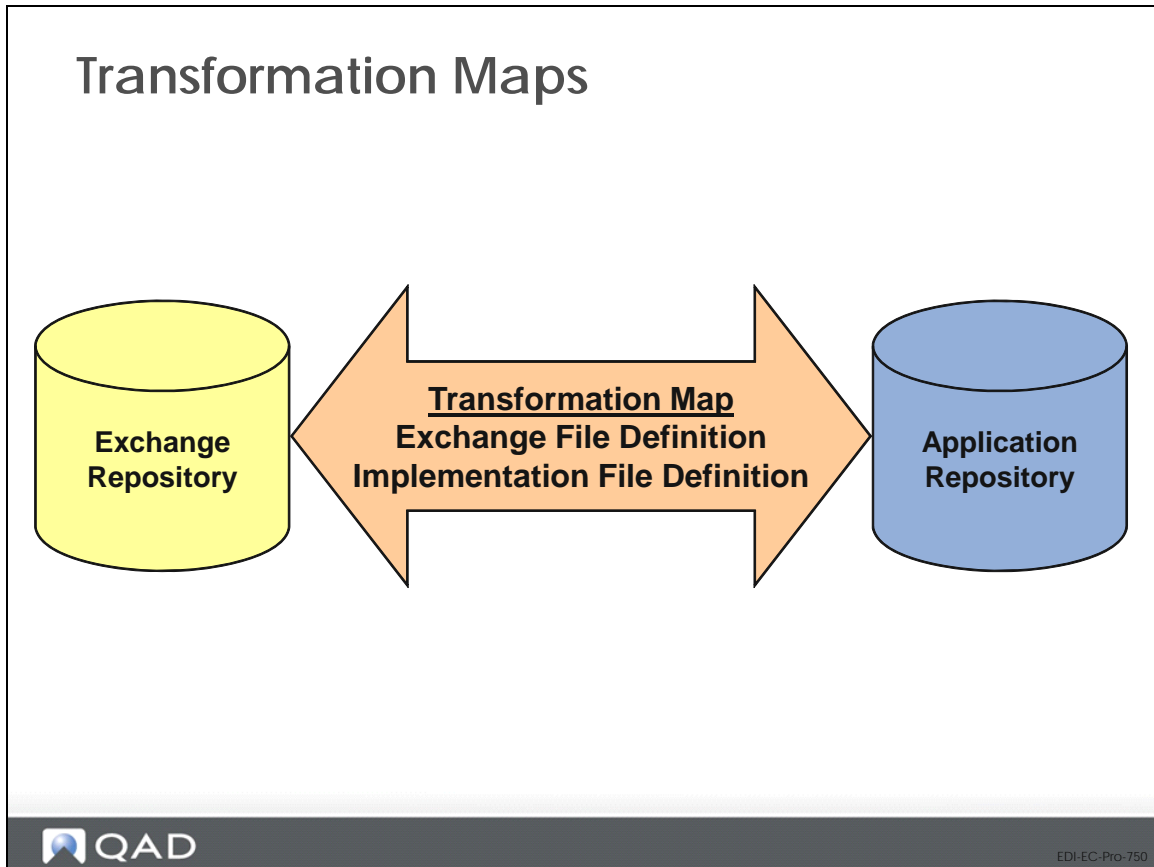 Transformation Maps
Exchange
Repository
Transformation Map
Exchange File Definition
Implementation File Definition
Application
Repository
QAD
EDI-EC-Pro-750